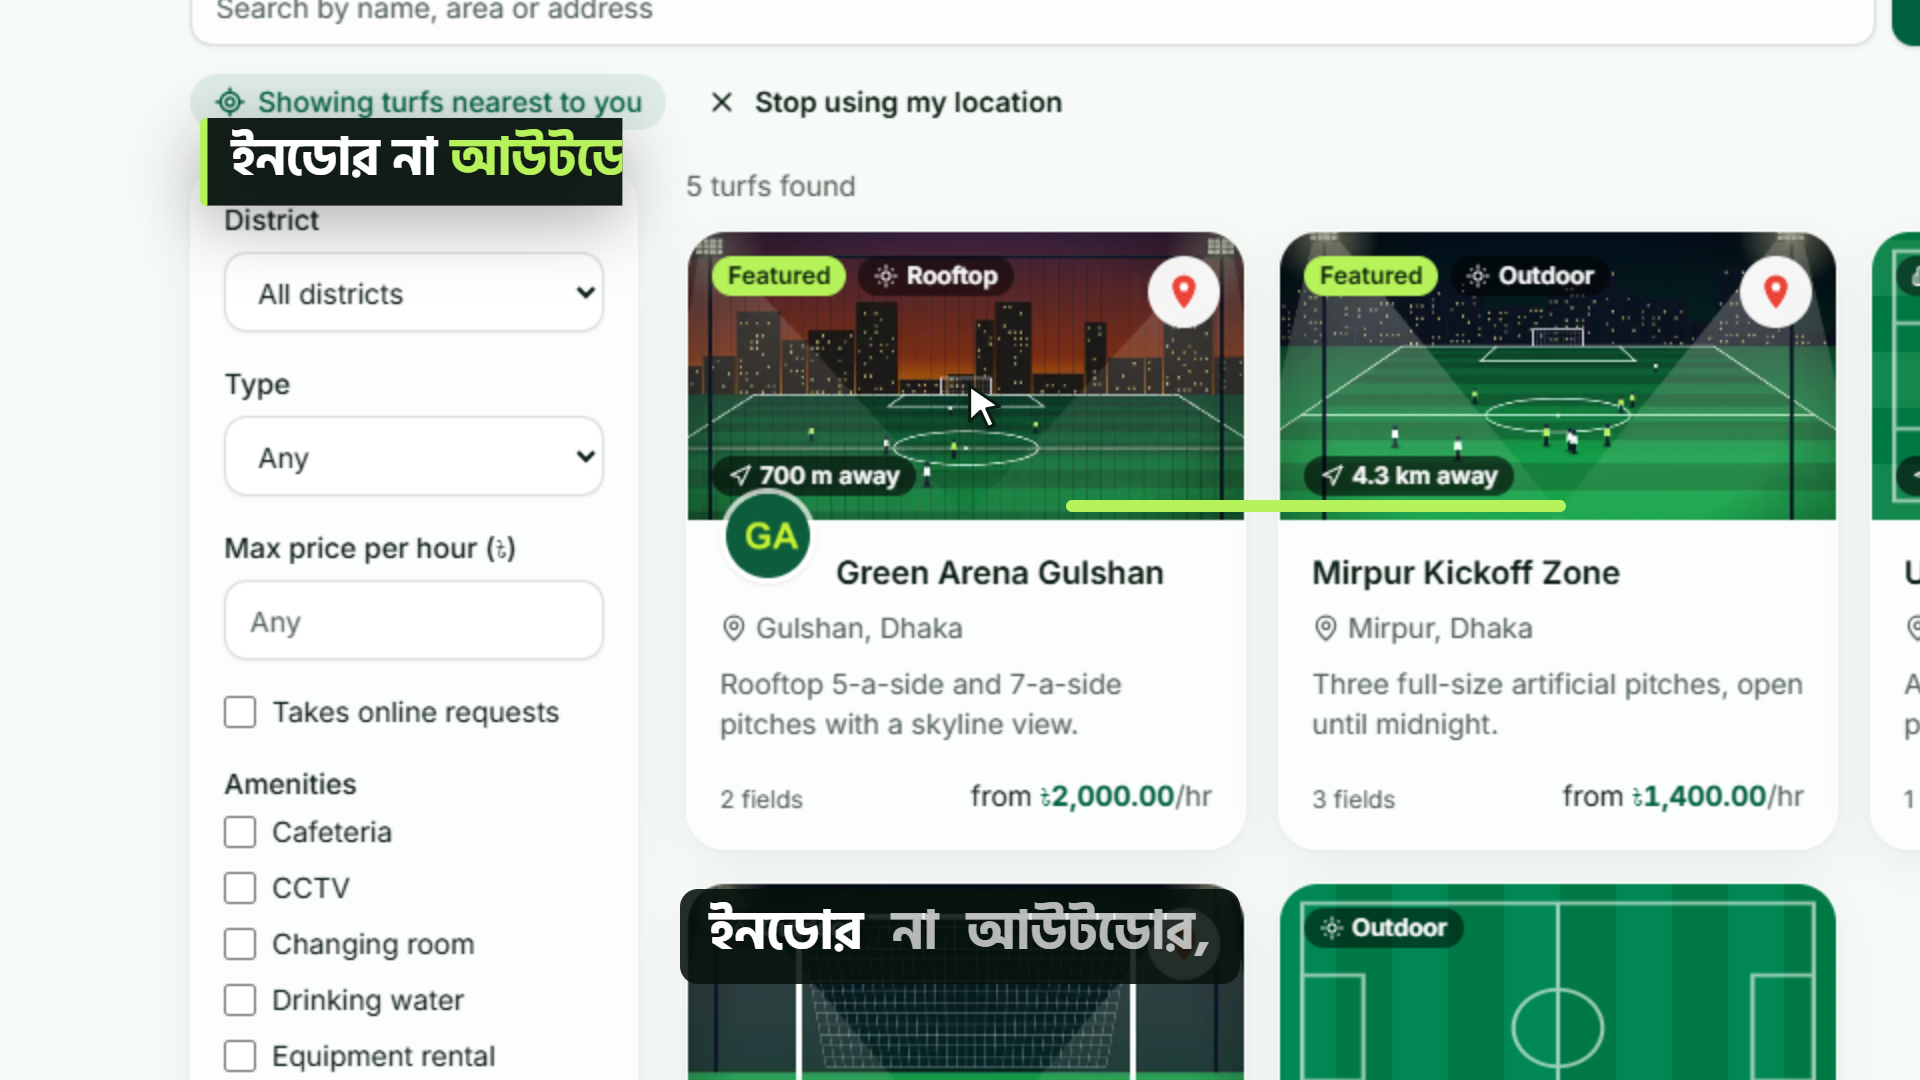 Search by name, area or address
Showing turfs nearest to you
Stop using my location
ইনডোর না আউটডে
5 turfs found
District
All districts
Type
Any
Max price per hour (৳)
Any
Takes online requests
Amenities
Cafeteria
CCTV
Changing room
Drinking water
Equipment rental
Featured
Rooftop
700 m away
GA
Green Arena Gulshan
Gulshan, Dhaka
Rooftop 5-a-side and 7-a-side
pitches with a skyline view.
2 fields
from ৳2,000.00/hr
Featured
Outdoor
4.3 km away
Mirpur Kickoff Zone
Mirpur, Dhaka
Three full-size artificial pitches, open
until midnight.
3 fields
from ৳1,400.00/hr
ইনডোর না আউটডোর,
Outdoor